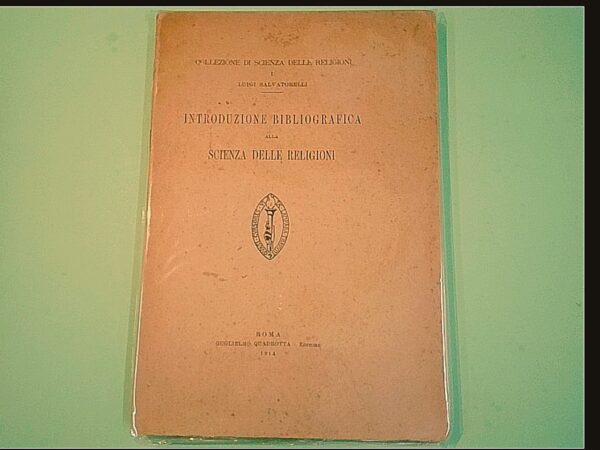 COLLEZIONE DI SCIENZA DELLE RELIGIONI
I
LUIGI SALVATORELLI
INTRODUZIONE BIBLIOGRAFICA
ALLA
SCIENZA DELLE RELIGIONI
ROMA
GUGLIELMO QUADROTTA - EDITORE
1914